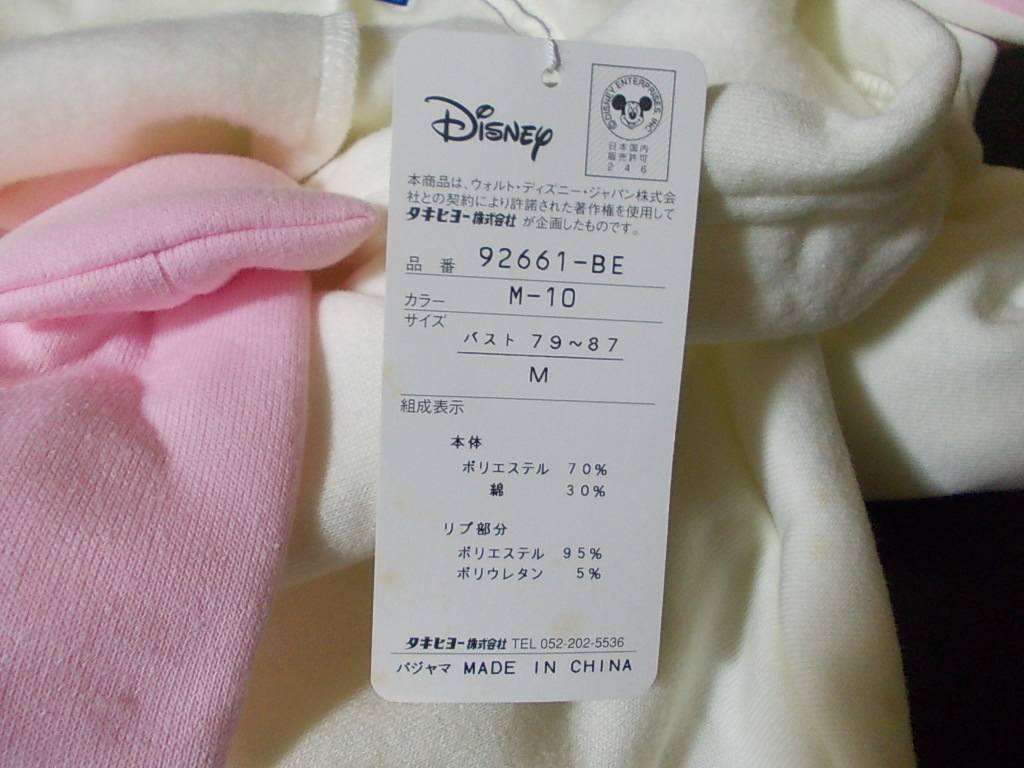 Disney
©DISNEY ENTERPRISES, INC.
日本国内
販売許可
246
本商品は、ウォルト・ディズニー・ジャパン株式会
社との契約により許諾された著作権を使用して
タキヒヨー株式会社 が企画したものです。
品 番 92661-BE
カラー M-10
サイズ
バスト 79~87
M
組成表示
本体
ポリエステル 70%
綿 30%
リブ部分
ポリエステル 95%
ポリウレタン 5%
タキヒヨー株式会社 TEL 052-202-5536
パジャマ MADE IN CHINA